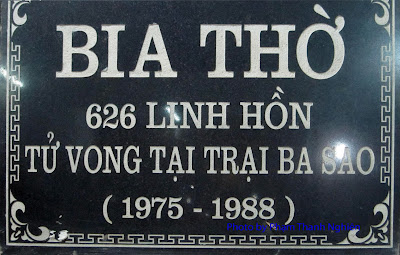 BIA THỜ
626 LINH HỒN
TỬ VONG TẠI TRẠI BA SAO
( 1975 - 1988 )